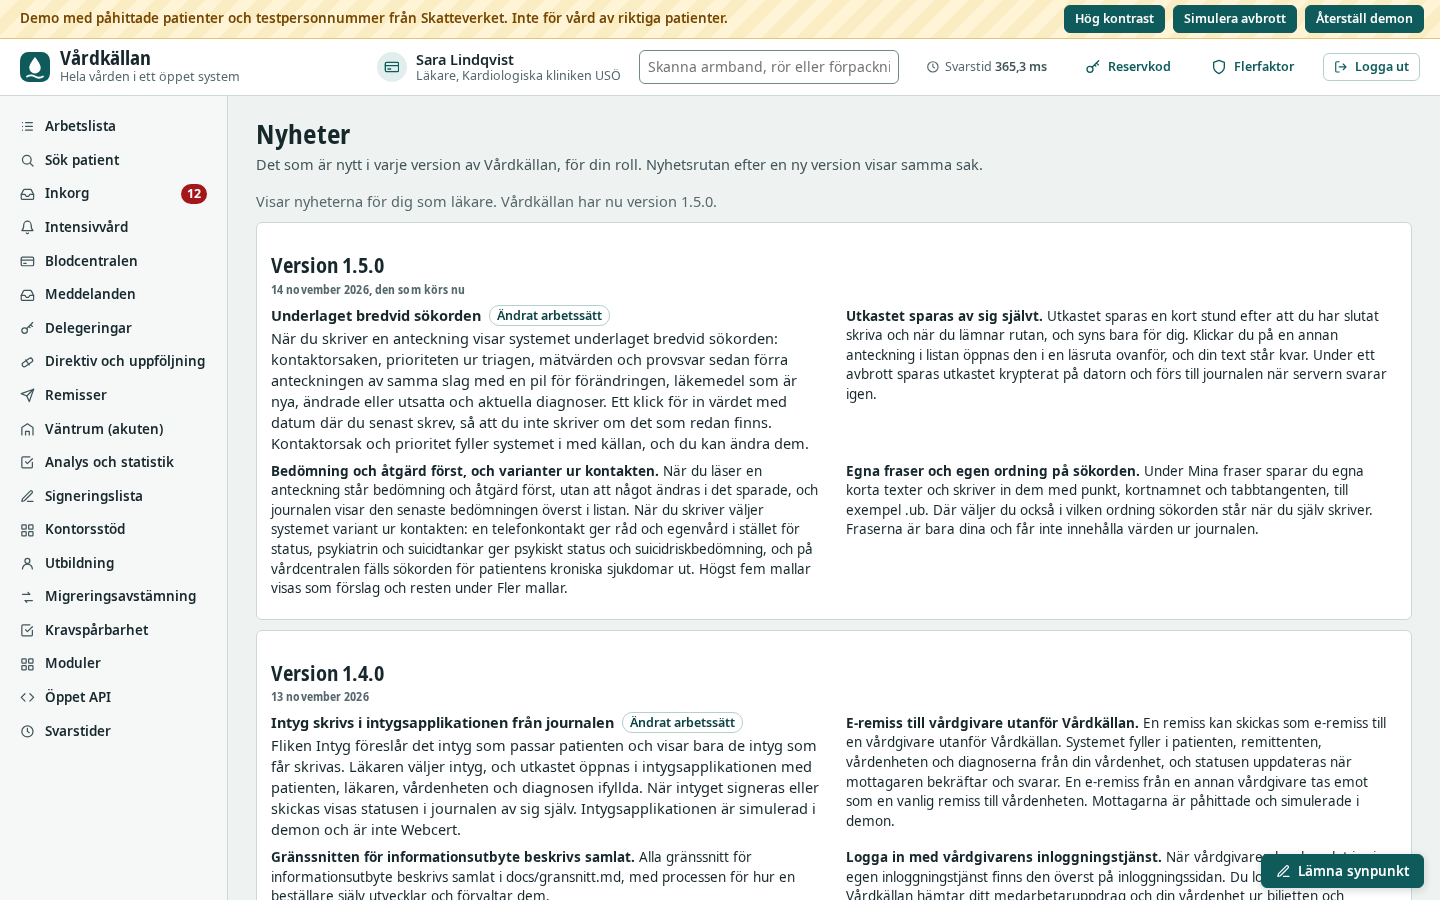 Demo med påhittade patienter och testpersonnummer från Skatteverket. Inte för vård av riktiga patienter.
Hög kontrast
Simulera avbrott
Återställ demon
Vårdkällan
Hela vården i ett öppet system
Sara Lindqvist
Läkare, Kardiologiska kliniken USÖ
Skanna armband, rör eller förpackni
Svarstid 365,3 ms
Reservkod
Flerfaktor
Logga ut
Arbetslista
Sök patient
Inkorg 12
Intensivvård
Blodcentralen
Meddelanden
Delegeringar
Direktiv och uppföljning
Remisser
Väntrum (akuten)
Analys och statistik
Signeringslista
Kontorsstöd
Utbildning
Migreringsavstämning
Kravspårbarhet
Moduler
Öppet API
Svarstider
Nyheter
Det som är nytt i varje version av Vårdkällan, för din roll. Nyhetsrutan efter en ny version visar samma sak.
Visar nyheterna för dig som läkare. Vårdkällan har nu version 1.5.0.
Version 1.5.0
14 november 2026, den som körs nu
Underlaget bredvid sökorden Ändrat arbetssätt
När du skriver en anteckning visar systemet underlaget bredvid sökorden:
kontaktorsaken, prioriteten ur triagen, mätvärden och provsvar sedan förra
anteckningen av samma slag med en pil för förändringen, läkemedel som är
nya, ändrade eller utsatta och aktuella diagnoser. Ett klick för in värdet med
datum där du senast skrev, så att du inte skriver om det som redan finns.
Kontaktorsak och prioritet fyller systemet i med källan, och du kan ändra dem.
Utkastet sparas av sig självt. Utkastet sparas en kort stund efter att du har slutat
skriva och när du lämnar rutan, och syns bara för dig. Klickar du på en annan
anteckning i listan öppnas den i en läsruta ovanför, och din text står kvar. Under ett
avbrott sparas utkastet krypterat på datorn och förs till journalen när servern svarar
igen.
Bedömning och åtgärd först, och varianter ur kontakten. När du läser en
anteckning står bedömning och åtgärd först, utan att något ändras i det sparade, och
journalen visar den senaste bedömningen överst i listan. När du skriver väljer
systemet variant ur kontakten: en telefonkontakt ger råd och egenvård i stället för
status, psykiatrin och suicidtankar ger psykiskt status och suicidriskbedömning, och på
vårdcentralen fälls sökorden för patientens kroniska sjukdomar ut. Högst fem mallar
visas som förslag och resten under Fler mallar.
Egna fraser och egen ordning på sökorden. Under Mina fraser sparar du egna
korta texter och skriver in dem med punkt, kortnamnet och tabbtangenten, till
exempel .ub. Där väljer du också i vilken ordning sökorden står när du själv skriver.
Fraserna är bara dina och får inte innehålla värden ur journalen.
Version 1.4.0
13 november 2026
Intyg skrivs i intygsapplikationen från journalen Ändrat arbetssätt
Fliken Intyg föreslår det intyg som passar patienten och visar bara de intyg som
får skrivas. Läkaren väljer intyg, och utkastet öppnas i intygsapplikationen med
patienten, läkaren, vårdenheten och diagnosen ifyllda. När intyget signeras eller
skickas visas statusen i journalen av sig själv. Intygsapplikationen är simulerad i
demon och är inte Webcert.
E-remiss till vårdgivare utanför Vårdkällan. En remiss kan skickas som e-remiss till
en vårdgivare utanför Vårdkällan. Systemet fyller i patienten, remittenten,
vårdenheten och diagnoserna från din vårdenhet, och statusen uppdateras när
mottagaren bekräftar och svarar. En e-remiss från en annan vårdgivare tas emot
som en vanlig remiss till vårdenheten. Mottagarna är påhittade och simulerade i
demon.
Gränssnitten för informationsutbyte beskrivs samlat. Alla gränssnitt för
informationsutbyte beskrivs samlat i docs/gransnitt.md, med processen för hur en
beställare själv utvecklar och förvaltar dem.
Logga in med vårdgivarens inloggningstjänst. När vårdgivaren
egen inloggningstjänst finns den överst på inloggningssidan. Du
Vårdkällan hämtar ditt medarbetaruppdrag och din vårdenhet ur biljetten och
Lämna synpunkt